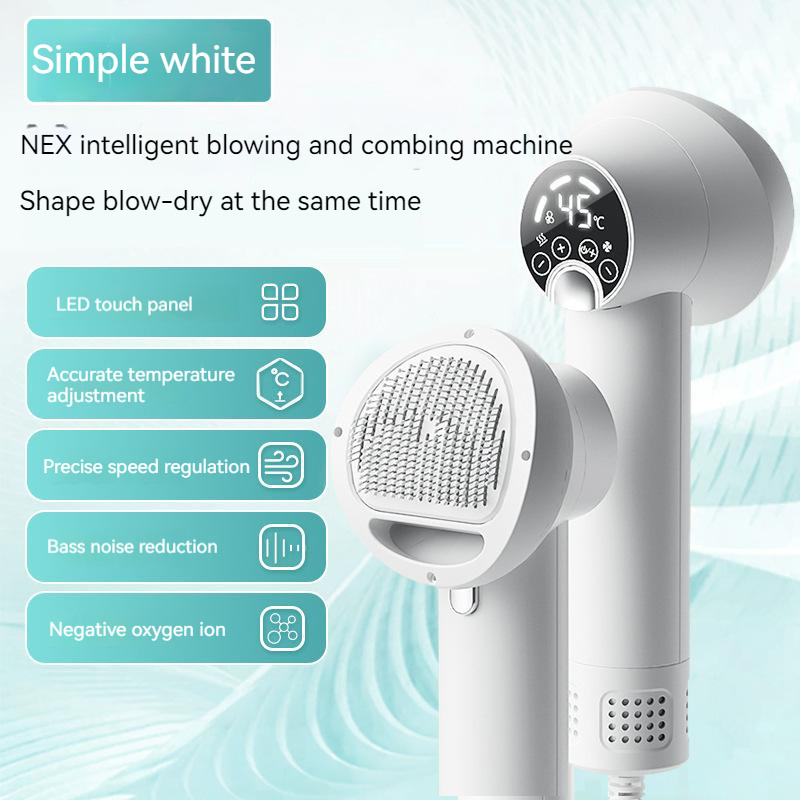 Simple white
NEX intelligent blowing and combing machine
Shape blow-dry at the same time
45°C
LED touch panel
Accurate temperature
adjustment
°C
Precise speed regulation
Bass noise reduction
Negative oxygen ion